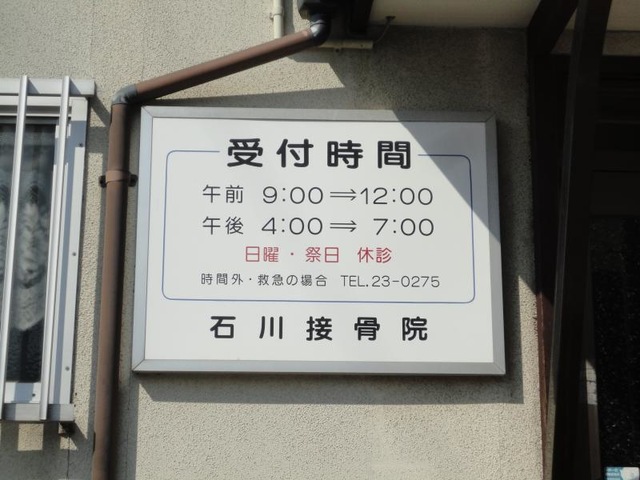 受付時間
午前 9:00⇒12:00
午後 4:00⇒ 7:00
日曜・祭日 休診
時間外・救急の場合 TEL.23-0275
石川接骨院